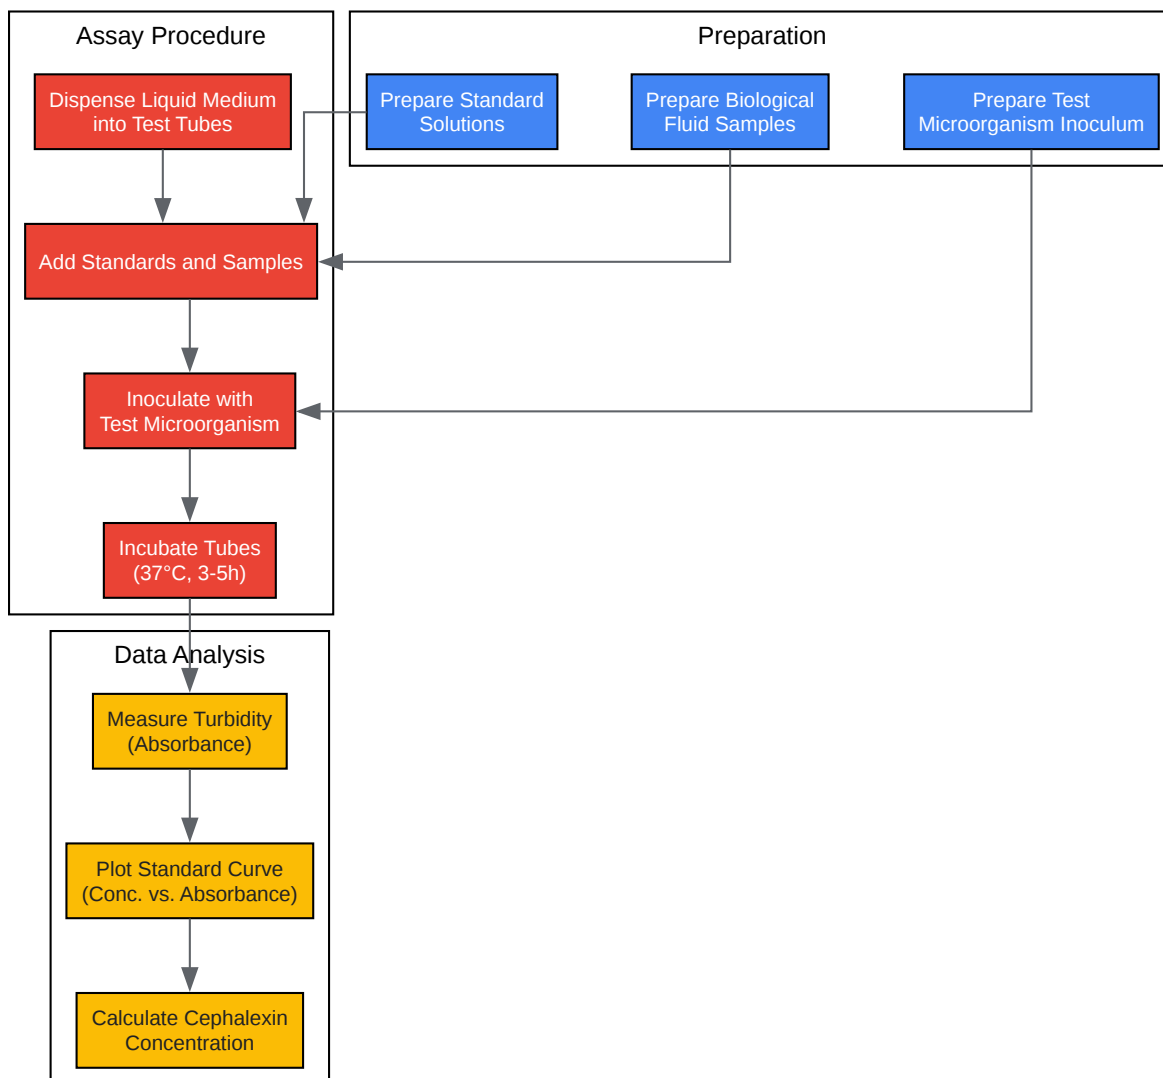 Assay Procedure
Dispense Liquid Medium
into Test Tubes
Add Standards and Samples
Inoculate with
Test Microorganism
Incubate Tubes
(37°C, 3-5h)
Preparation
Prepare Standard
Solutions
Prepare Biological
Fluid Samples
Prepare Test
Microorganism Inoculum
Data Analysis
Measure Turbidity
(Absorbance)
Plot Standard Curve
(Conc. vs. Absorbance)
Calculate Cephalexin
Concentration